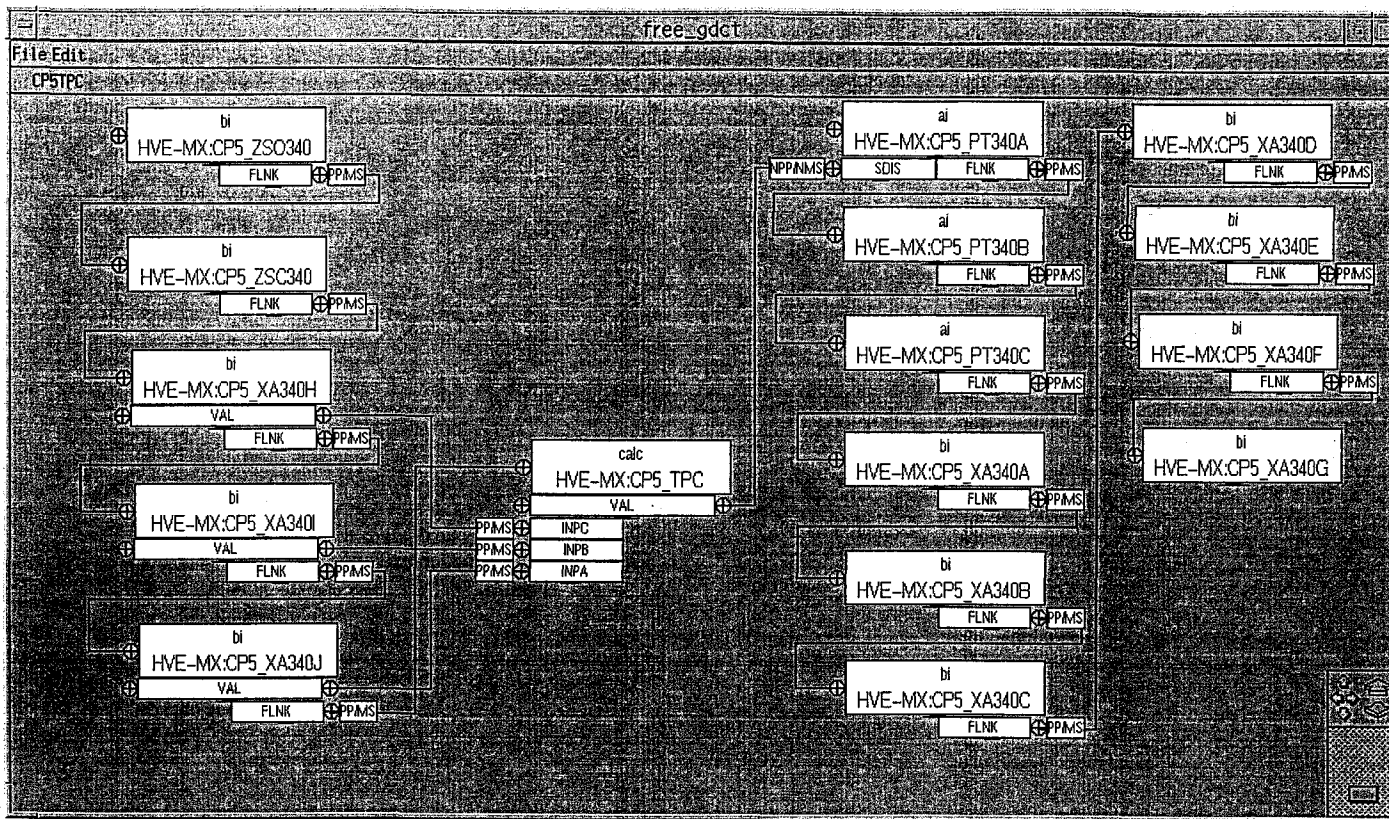 free_gdct
File Edit
CP5TPC
bi
HVE-MX:CP5_ZSO340
FLNK PP/MS
bi
HVE-MX:CP5_ZSC340
FLNK PP/MS
bi
HVE-MX:CP5_XA340H
VAL
FLNK PP/MS
bi
HVE-MX:CP5_XA340I
VAL
FLNK PP/MS
bi
HVE-MX:CP5_XA340J
VAL
FLNK PP/MS
calc
HVE-MX:CP5_TPC
VAL
PP/MS INPC
PP/MS INPB
PP/MS INPA
ai
HVE-MX:CP5_PT340A
NPP/NMS SDIS FLNK PP/MS
ai
HVE-MX:CP5_PT340B
FLNK PP/MS
ai
HVE-MX:CP5_PT340C
FLNK PP/MS
bi
HVE-MX:CP5_XA340A
FLNK PP/MS
bi
HVE-MX:CP5_XA340B
FLNK PP/MS
bi
HVE-MX:CP5_XA340C
FLNK PP/MS
bi
HVE-MX:CP5_XA340D
FLNK PP/MS
bi
HVE-MX:CP5_XA340E
FLNK PP/MS
bi
HVE-MX:CP5_XA340F
FLNK PP/MS
bi
HVE-MX:CP5_XA340G